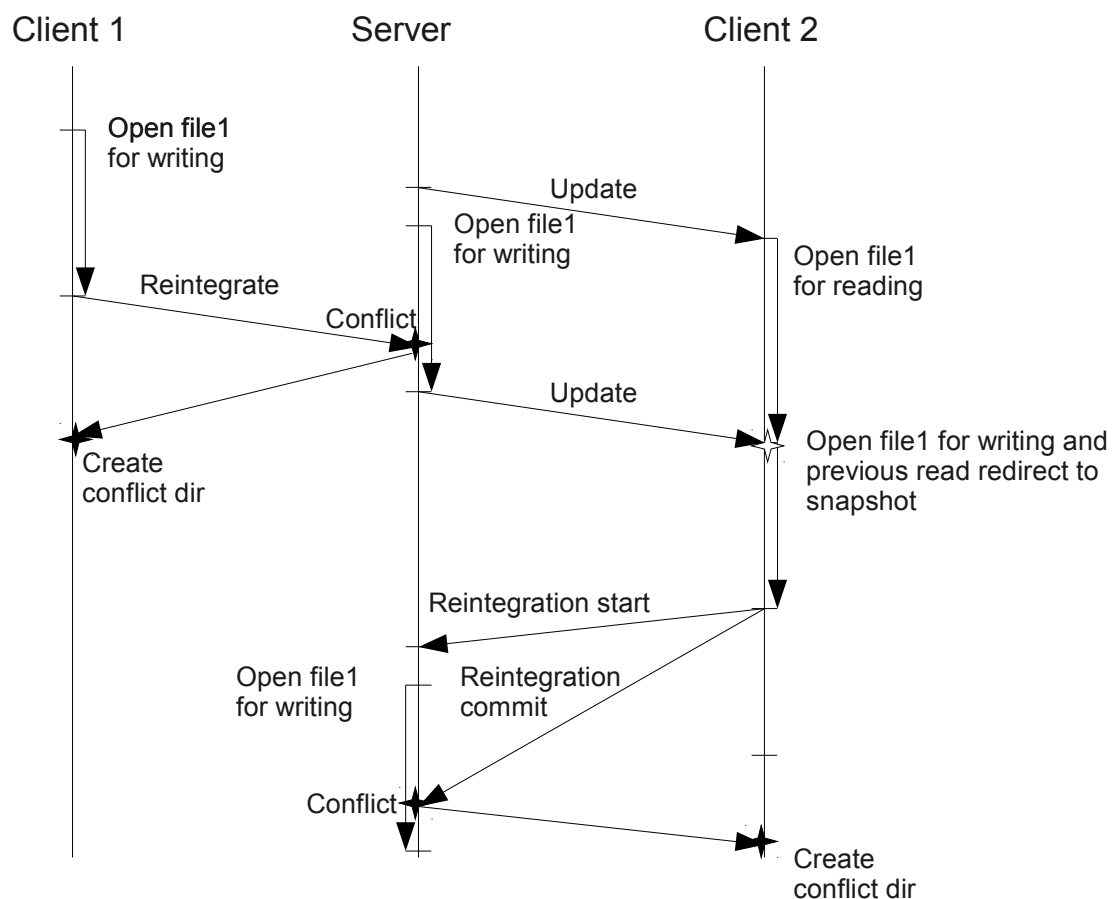 Client 1
Server
Client 2
Open file1
for writing
Update
Open file1
for writing
Open file1
for reading
Reintegrate
Conflict
Update
Open file1 for writing and
previous read redirect to
snapshot
Create
conflict dir
Reintegration start
Open file1
for writing
Reintegration
commit
Conflict
Create
conflict dir